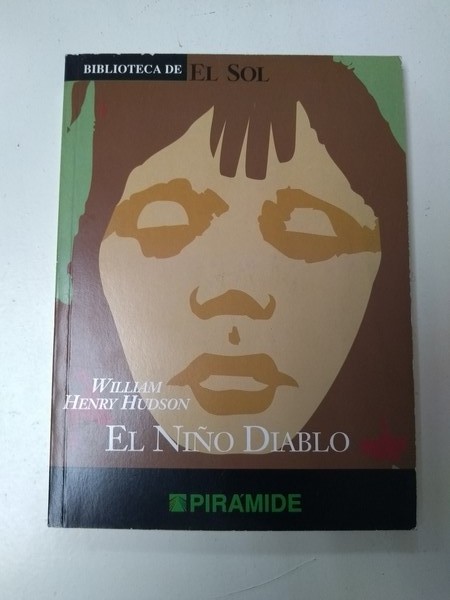 BIBLIOTECA DE EL SOL
WILLIAM
HENRY HUDSON
EL NIÑO DIABLO
PIRÁMIDE